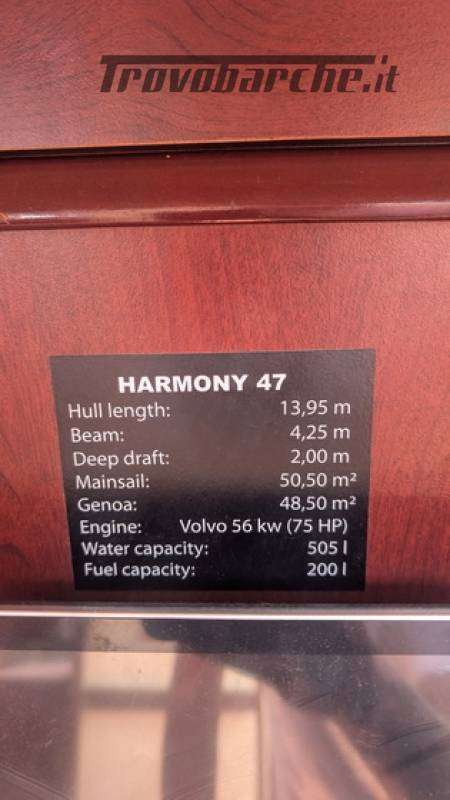 Trovobarche.it
HARMONY 47
Hull length: 13,95 m
Beam: 4,25 m
Deep draft: 2,00 m
Mainsail: 50,50 m²
Genoa: 48,50 m²
Engine: Volvo 56 kw (75 HP)
Water capacity: 505 l
Fuel capacity: 200 l